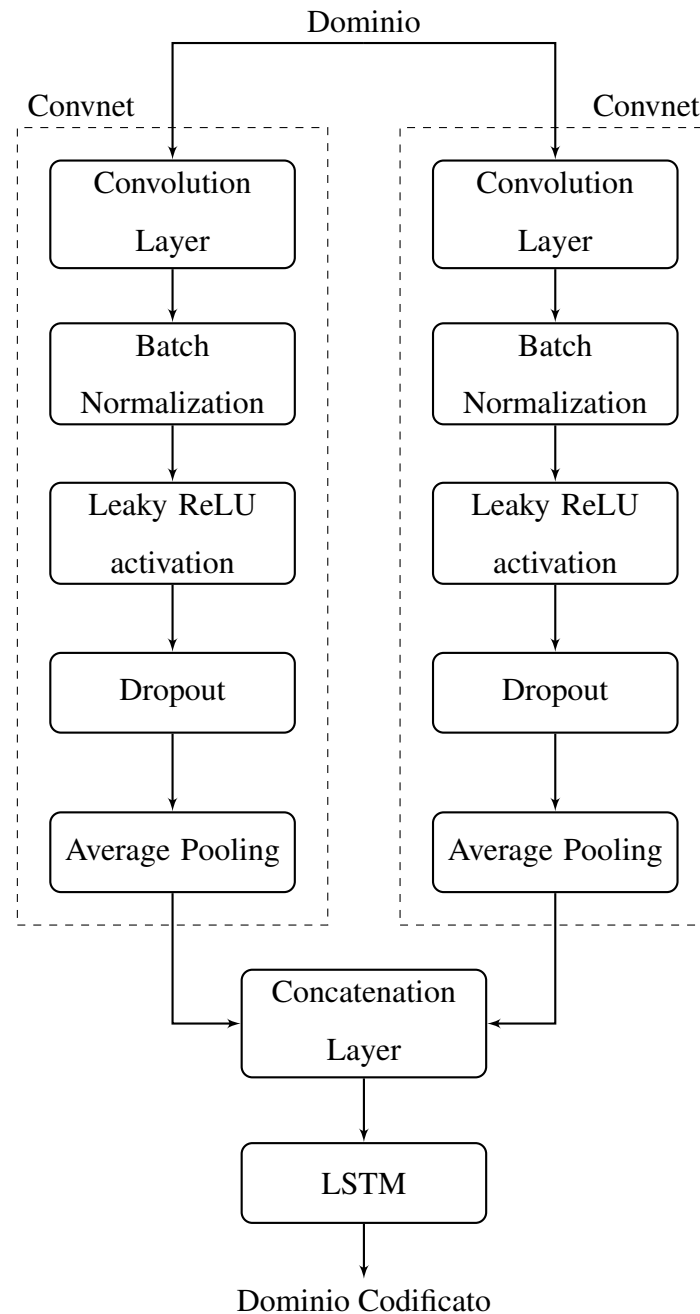 Dominio
Convnet
Convnet
Convolution
Layer
Convolution
Layer
Batch
Normalization
Batch
Normalization
Leaky ReLU
activation
Leaky ReLU
activation
Dropout
Dropout
Average Pooling
Average Pooling
Concatenation
Layer
LSTM
Dominio Codificato